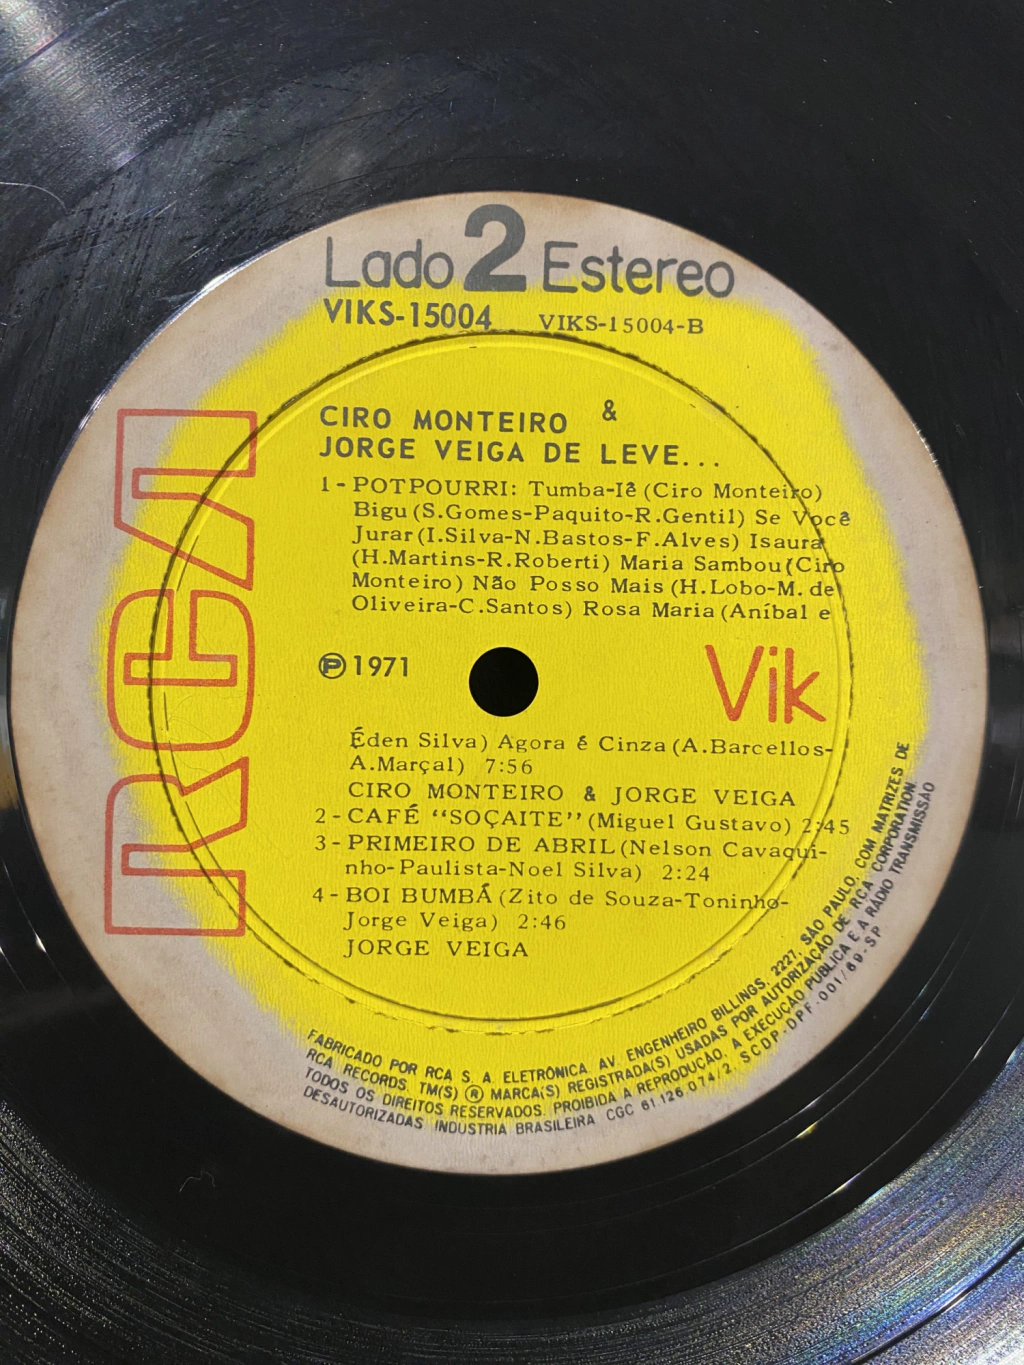 Lado 2 Estereo
VIKS-15004 VIKS-15004-B
RCA
CIRO MONTEIRO &
JORGE VEIGA DE LEVE...
1- POTPOURRI: Tumba-Iê (Ciro Monteiro)
Bigu (S.Gomes-Paquito-R.Gentil) Se Você
Jurar (I.Silva-N.Bastos-F.Alves) Isaura
(H.Martins-R.Roberti) Maria Sambou (Ciro
Monteiro) Não Posso Mais (H.Lobo-M. de
Oliveira-C.Santos) Rosa Maria (Aníbal e
℗ 1971
Vik
Éden Silva) Agora é Cinza (A.Barcellos-
A.Marçal) 7:56
CIRO MONTEIRO & JORGE VEIGA
2- CAFÉ "SOÇAITE" (Miguel Gustavo) 2:45
3- PRIMEIRO DE ABRIL (Nelson Cavaqui-
nho-Paulista-Noel Silva) 2:24
4- BOI BUMBÁ (Zito de Souza-Toninho-
Jorge Veiga) 2:46
JORGE VEIGA
FABRICADO POR RCA S. A. ELETRÔNICA. AV. ENGENHEIRO BILLINGS, 2227, SÃO PAULO, COM MATRIZES DE
RCA RECORDS. TM(S) ® MARCA(S) REGISTRADA(S) USADAS POR AUTORIZAÇÃO DE RCA CORPORATION.
TODOS OS DIREITOS RESERVADOS. PROIBIDA A REPRODUÇÃO, A EXECUÇÃO PÚBLICA E A RÁDIO TRANSMISSÃO
DESAUTORIZADAS INDÚSTRIA BRASILEIRA CGC 61.126.074/2. SCDP-DPF-001/69-SP